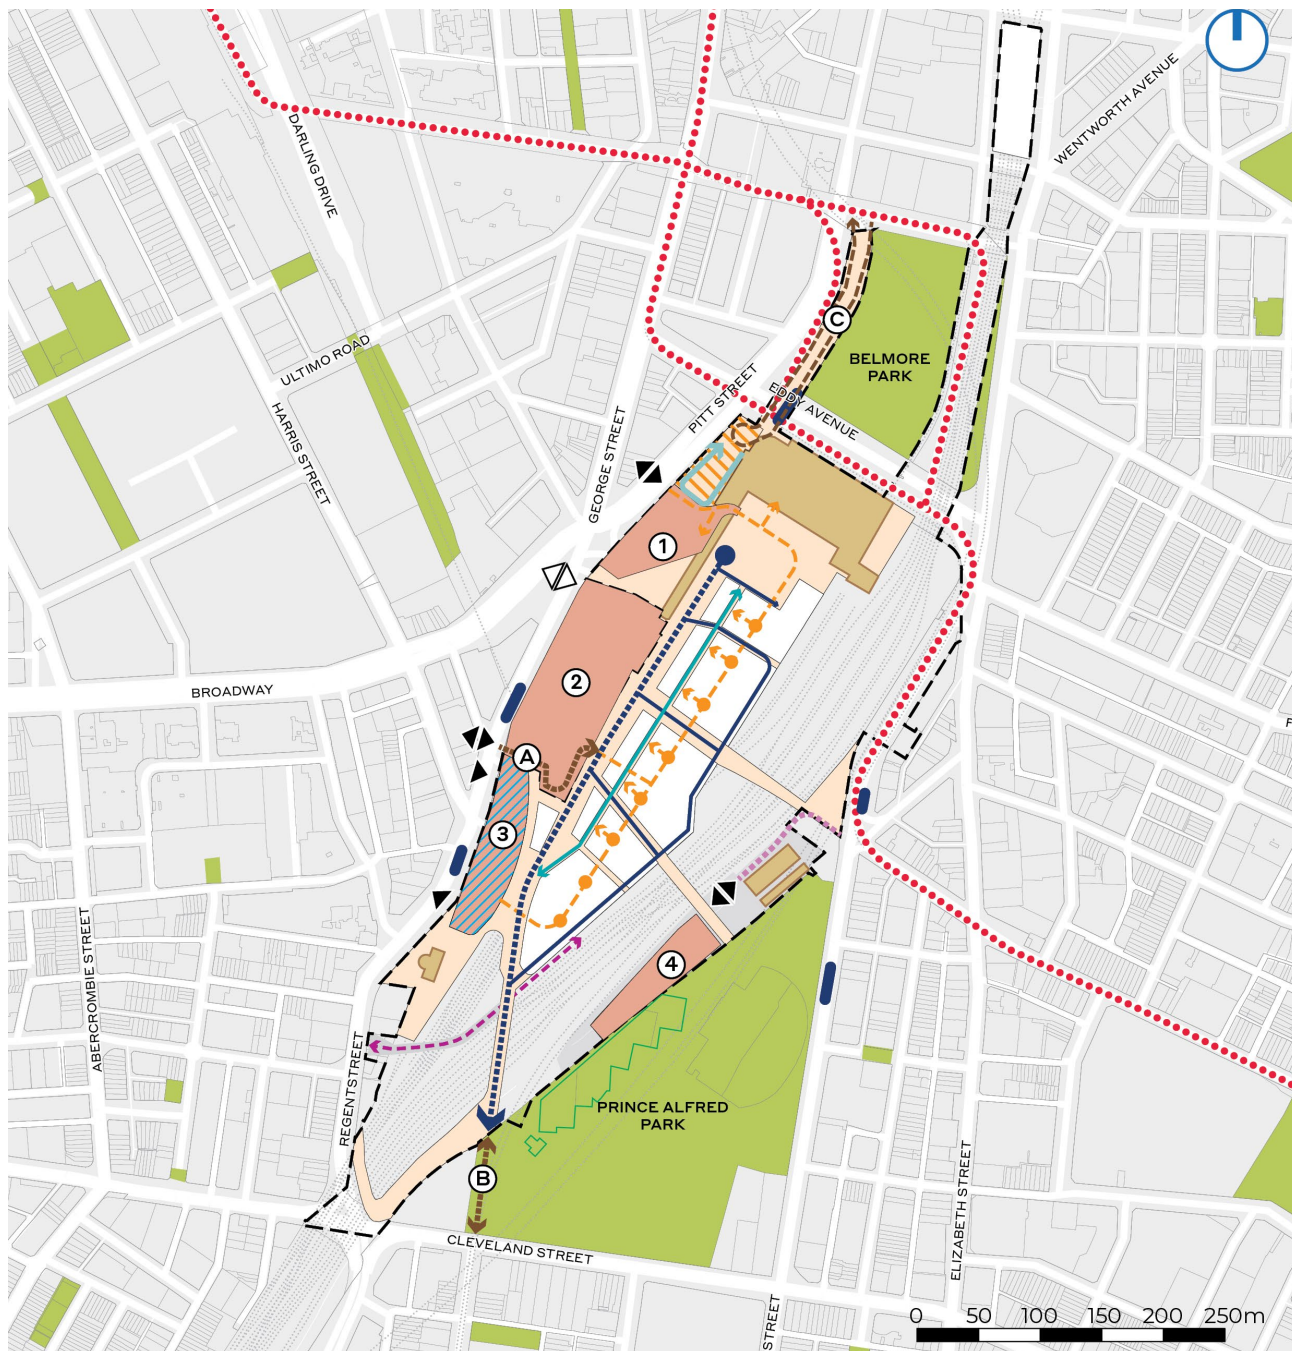 WENTWORTH AVENUE
DARLING DRIVE
C
BELMORE
PARK
ULTIMO ROAD
PITT STREET
EDDY AVENUE
HARRIS STREET
GEORGE STREET
1
2
BROADWAY
A
3
4
ABERCROMBIE STREET
REGENT STREET
PRINCE ALFRED
PARK
B
CLEVELAND STREET
ELIZABETH STREET
STREET
0 50 100 150 200 250m